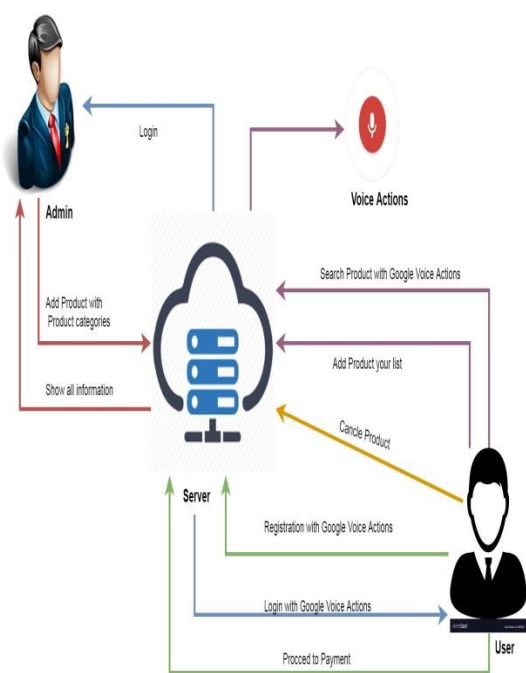 Login
Voice Actions
Admin
Search Product with Google Voice Actions
Add Product with
Product categories
Add Product your list
Show all information
Cancle Product
Server
Registration with Google Voice Actions
Login with Google Voice Actions
User
Procced to Payment